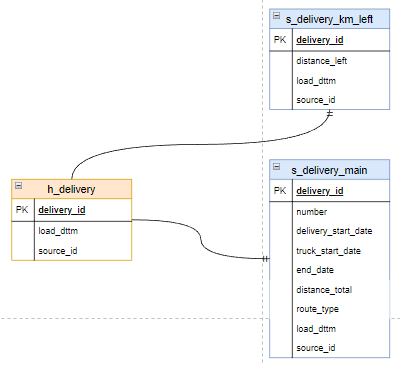 s_delivery_km_left
PK delivery_id
distance_left
load_dttm
source_id
h_delivery
PK delivery_id
load_dttm
source_id
s_delivery_main
PK delivery_id
number
delivery_start_date
truck_start_date
end_date
distance_total
route_type
load_dttm
source_id